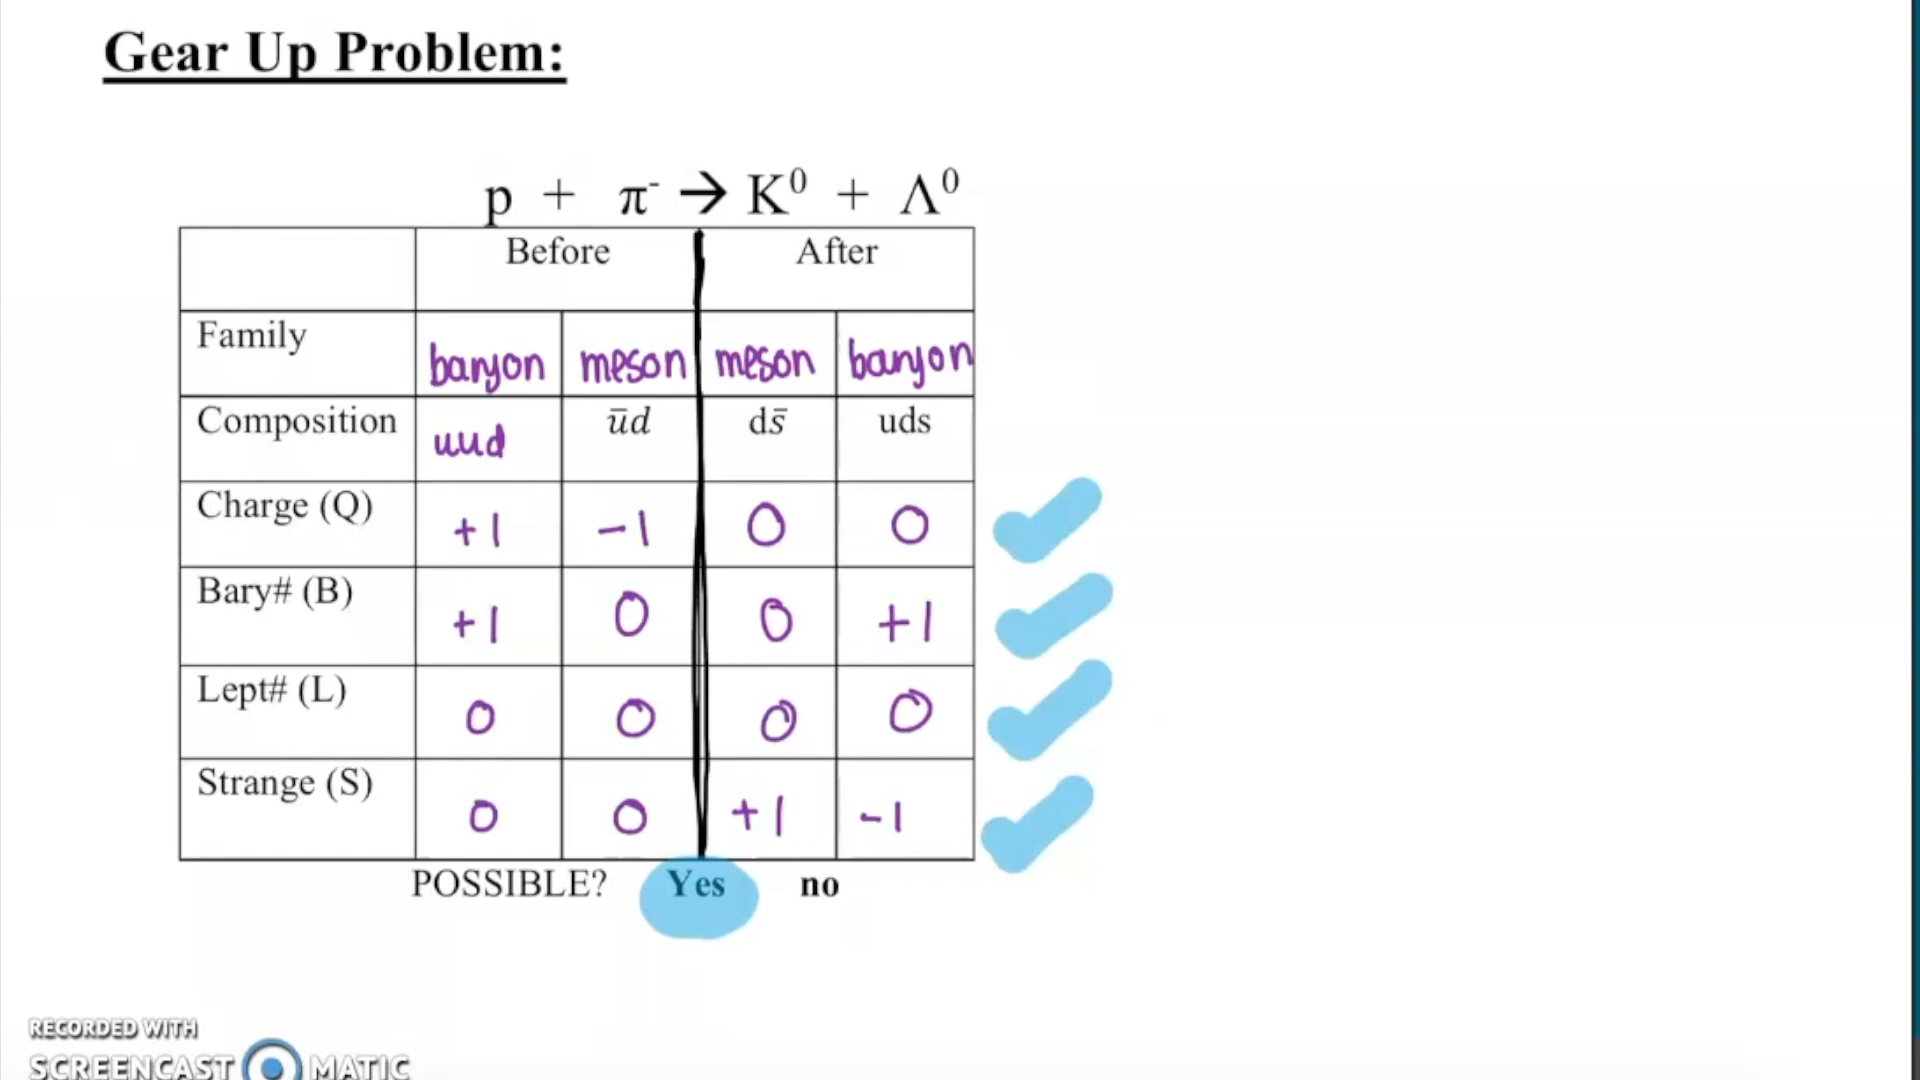 Gear Up Problem:
p + π⁻ → K⁰ + Λ⁰
Before After
Family baryon meson meson baryon
Composition uud ūd ds̄ uds
Charge (Q) +1 -1 0 0
Bary# (B) +1 0 0 +1
Lept# (L) 0 0 0 0
Strange (S) 0 0 +1 -1
POSSIBLE? Yes no
RECORDED WITH
SCREENCAST MATIC